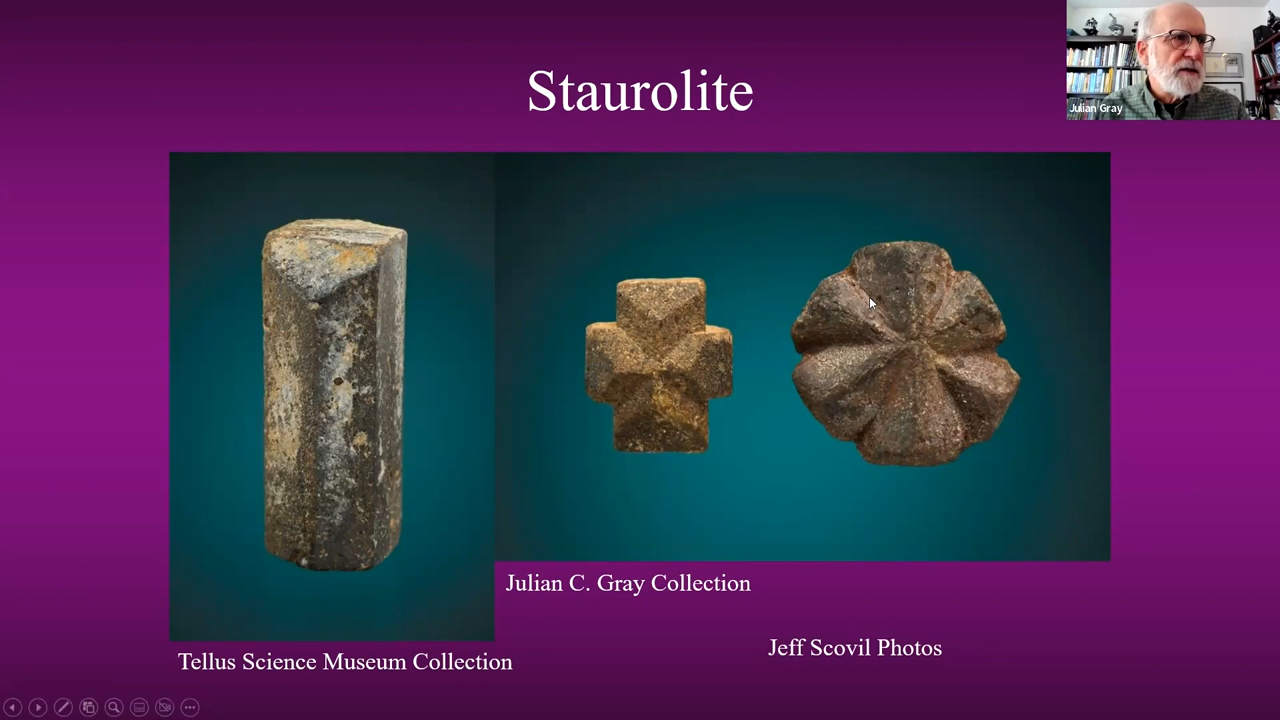 Staurolite
Julian Gray
Julian C. Gray Collection
Jeff Scovil Photos
Tellus Science Museum Collection